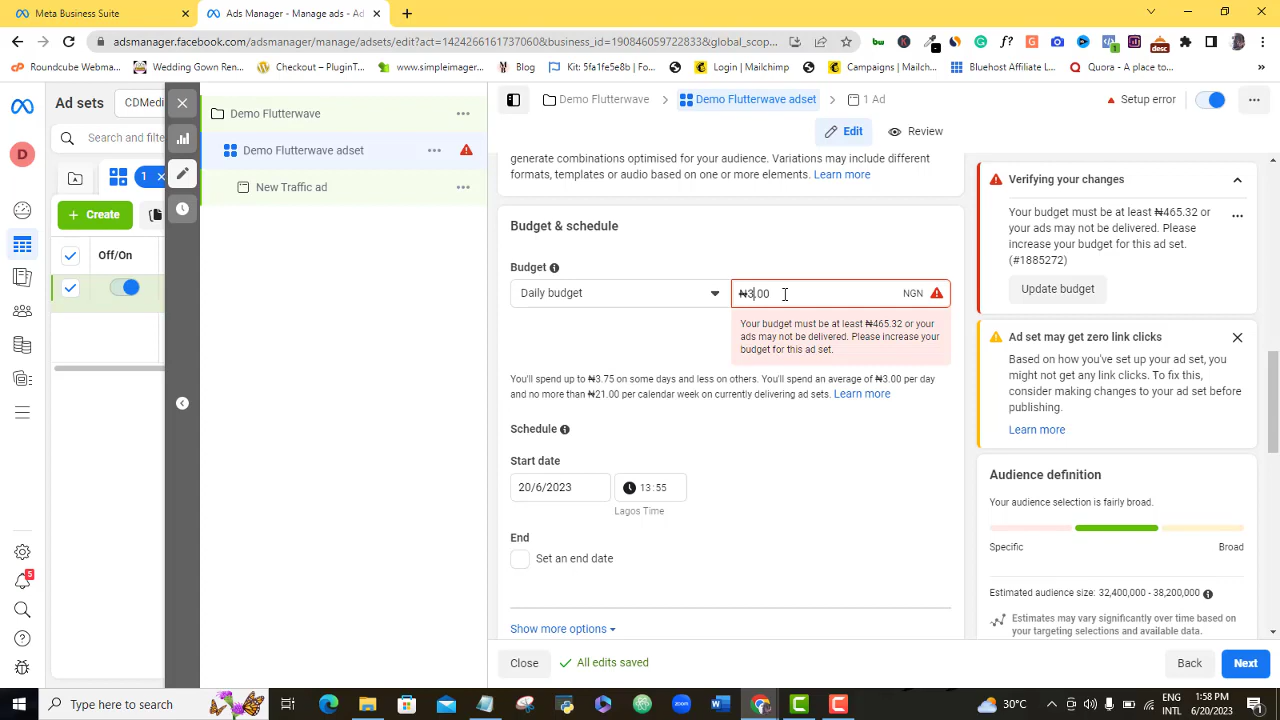 Meta Business Suite
Ads Manager - Manage ads - Ad
adsmanager.facebook.com/adsmanager/manage/adsets/edit?act=1424266161737060&business_id=1908460597228338&global_scop...
Roundcube Webma...
Wedding Gown Ren...
Checkout – PluginT...
www.simpleimager...
Blog
Kit: 5fa1fe5e8b | Fo...
Login | Mailchimp
Campaigns | Mailch...
Bluehost Affiliate L...
Quora - A place to...
»
Ad sets
CDMedi
Search and filter
1
Create
Off/On
Demo Flutterwave
Demo Flutterwave adset
New Traffic ad
Demo Flutterwave
Demo Flutterwave adset
1 Ad
Setup error
Edit
Review
generate combinations optimised for your audience. Variations may include different
formats, templates or audio based on one or more elements. Learn more
Budget & schedule
Budget
Daily budget
₦3.00
NGN
Your budget must be at least ₦465.32 or your
ads may not be delivered. Please increase your
budget for this ad set.
You'll spend up to ₦3.75 on some days and less on others. You'll spend an average of ₦3.00 per day
and no more than ₦21.00 per calendar week on currently delivering ad sets. Learn more
Schedule
Start date
20/6/2023
13:55
Lagos Time
End
Set an end date
Show more options
Close
All edits saved
Back
Next
Verifying your changes
Your budget must be at least ₦465.32 or
your ads may not be delivered. Please
increase your budget for this ad set.
(#1885272)
Update budget
Ad set may get zero link clicks
Based on how you've set up your ad set, you
might not get any link clicks. To fix this,
consider making changes to your ad set before
publishing.
Learn more
Audience definition
Your audience selection is fairly broad.
Specific
Broad
Estimated audience size: 32,400,000 - 38,200,000
Estimates may vary significantly over time based on
your targeting selections and available data.
D
5
Type here to search
30°C
ENG
INTL
1:58 PM
6/20/2023